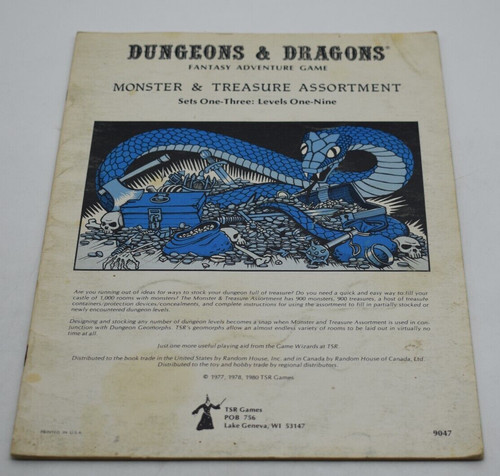 DUNGEONS & DRAGONS®
FANTASY ADVENTURE GAME
MONSTER & TREASURE ASSORTMENT
Sets One-Three: Levels One-Nine
Are you running out of ideas for ways to stock your dungeon full of treasure? Do you need a quick and easy way to fill your
castle of 1,000 rooms with monsters? The Monster & Treasure Assortment has 900 monsters, 900 treasures, a host of treasure
containers/protection devices/concealments, and complete instructions for using the assortment to fill in partially-stocked or
newly encountered dungeon levels.
Designing and stocking any number of dungeon levels becomes a snap when Monster and Treasure Assortment is used in con-
junction with Dungeon Geomorphs. TSR's geomorphs allow an almost endless variety of rooms to be laid out in virtually no
time at all.
Just one more useful playing aid from the Game Wizards at TSR.
Distributed to the book trade in the United States by Random House, Inc. and in Canada by Random House of Canada, Ltd.
Distributed to the toy and hobby trade by regional distributors.
© 1977, 1978, 1980 TSR Games
TSR Games
POB 756
Lake Geneva, WI 53147
PRINTED IN U.S.A.
9047